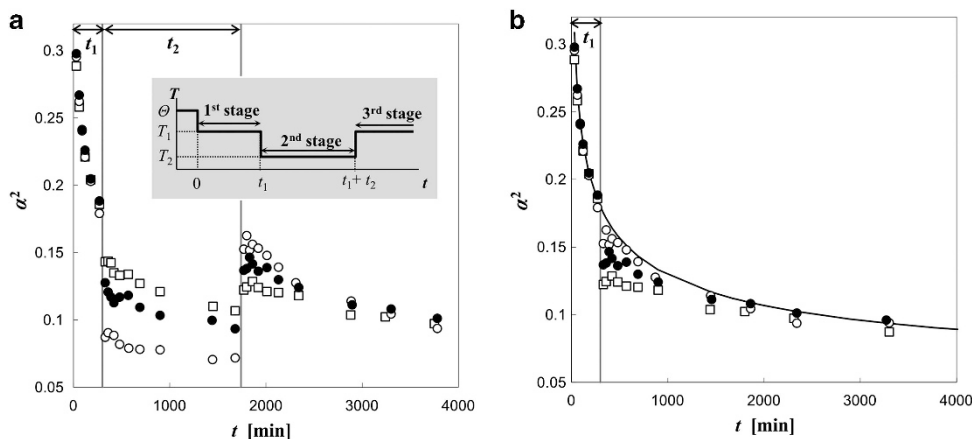 a
t₁
t₂
0.3
0.25
0.2
0.15
0.1
0.05
α²
T
Θ
T₁
T₂
1ˢᵗ stage
2ⁿᵈ stage
3ʳᵈ stage
0
t₁
t₁+ t₂
t
0
1000
2000
3000
4000
t [min]
b
t₁
0.3
0.25
0.2
0.15
0.1
0.05
α²
0
1000
2000
3000
4000
t [min]